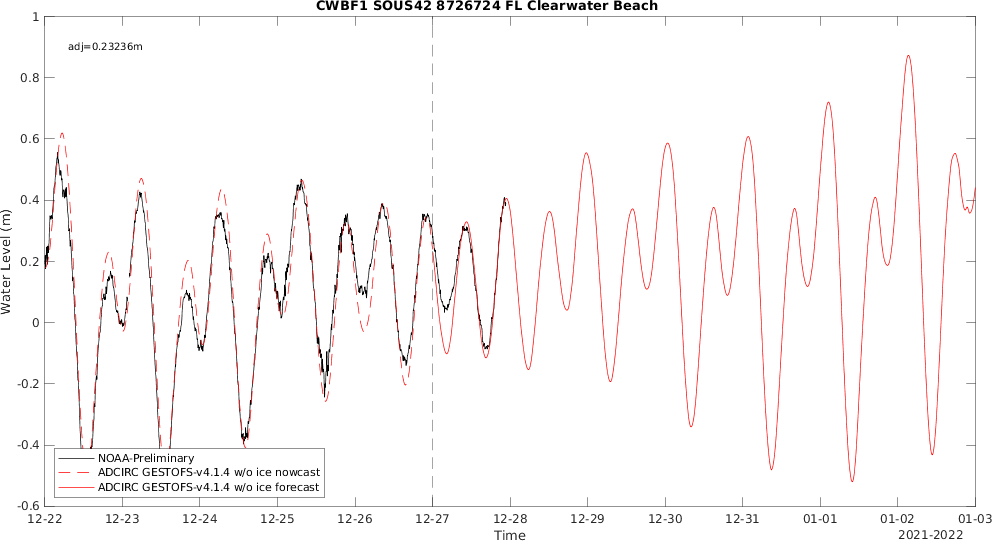 CWBF1 SOUS42 8726724 FL Clearwater Beach
adj=0.23236m
Water Level (m)
1
0.8
0.6
0.4
0.2
0
-0.2
-0.4
-0.6
NOAA-Preliminary
ADCIRC GESTOFS-v4.1.4 w/o ice nowcast
ADCIRC GESTOFS-v4.1.4 w/o ice forecast
12-22 12-23 12-24 12-25 12-26 12-27 12-28 12-29 12-30 12-31 01-01 01-02 01-03
Time
2021-2022